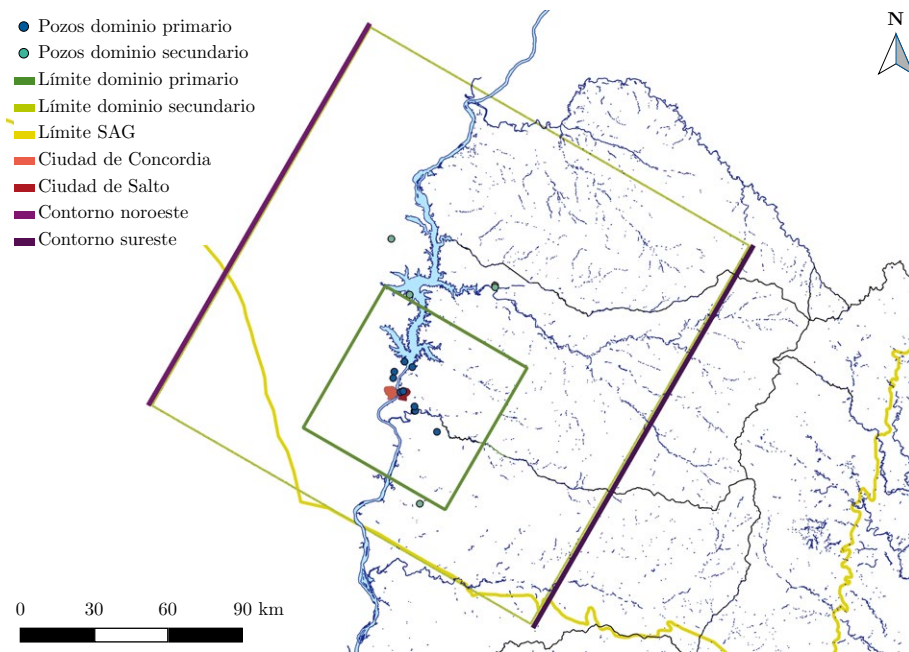 Pozos dominio primario
Pozos dominio secundario
Límite dominio primario
Límite dominio secundario
Límite SAG
Ciudad de Concordia
Ciudad de Salto
Contorno noroeste
Contorno sureste
N
0 30 60 90 km